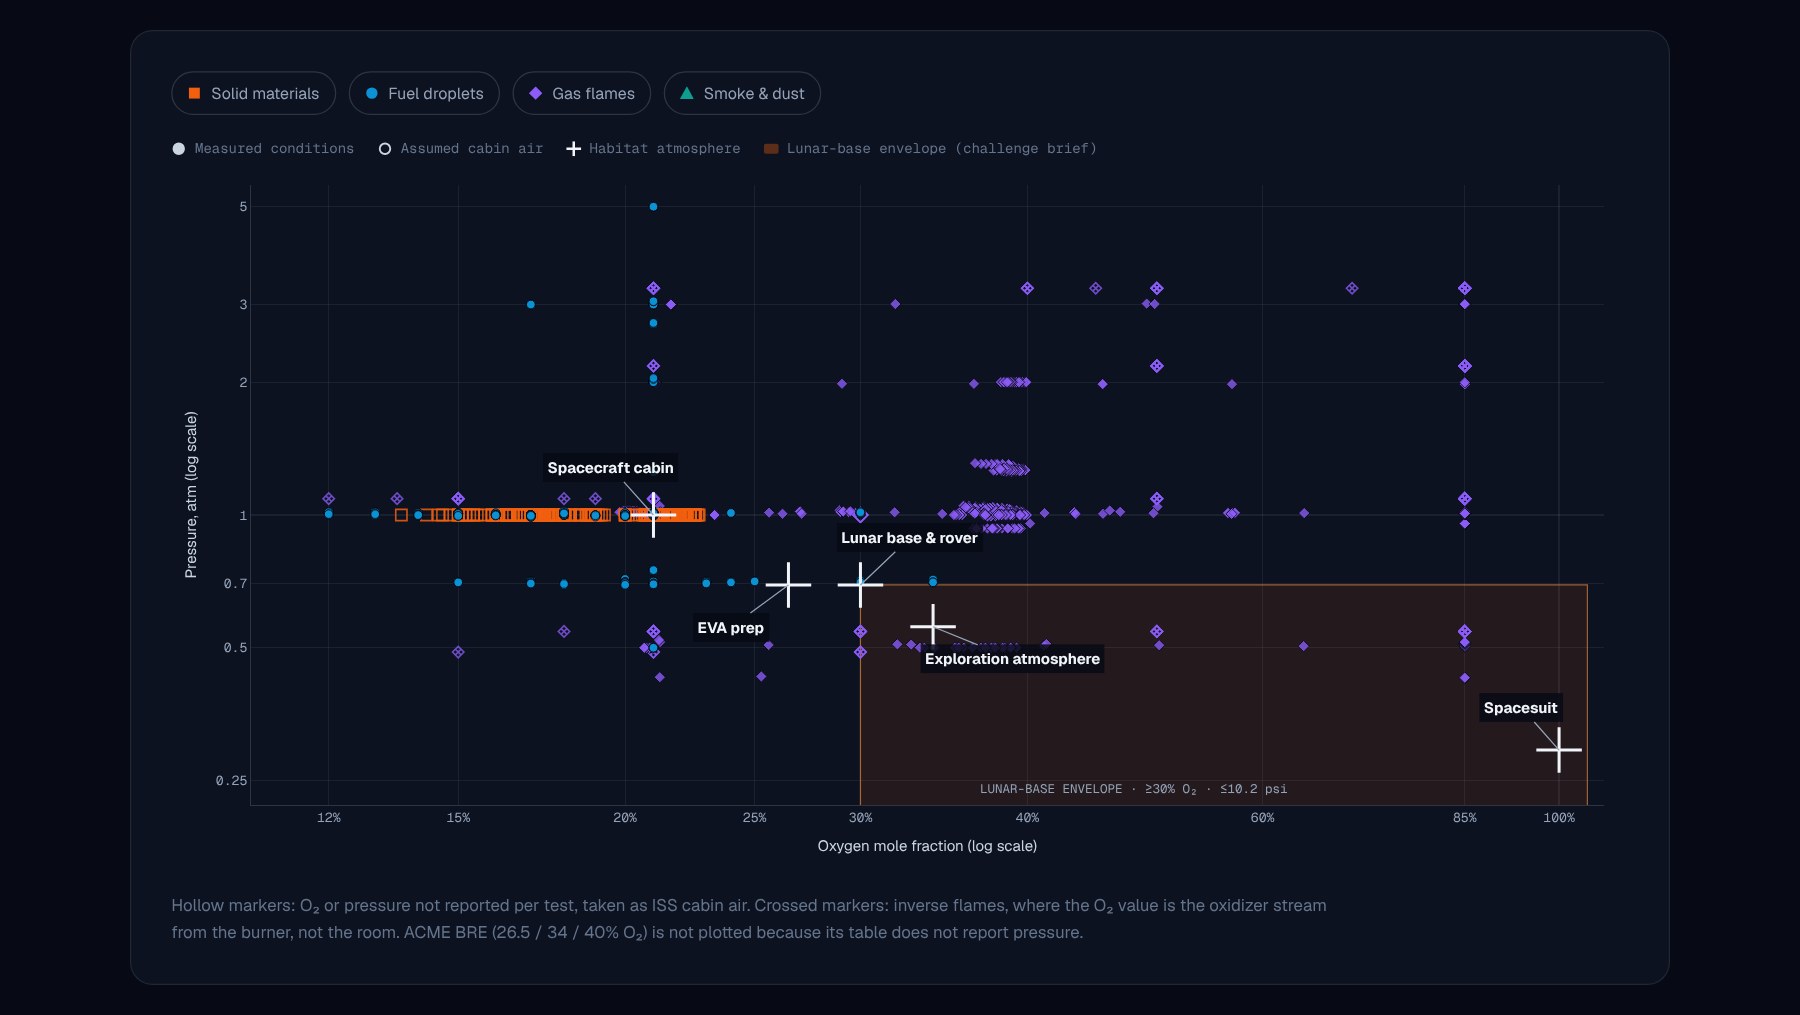 Solid materials Fuel droplets Gas flames Smoke & dust
Measured conditions Assumed cabin air Habitat atmosphere Lunar-base envelope (challenge brief)
5
3
2
Pressure, atm (log scale)
Spacecraft cabin
1
Lunar base & rover
0.7
EVA prep
0.5
Exploration atmosphere
Spacesuit
0.25
LUNAR-BASE ENVELOPE · ≥30% O₂ · ≤10.2 psi
12% 15% 20% 25% 30% 40% 60% 85% 100%
Oxygen mole fraction (log scale)
Hollow markers: O₂ or pressure not reported per test, taken as ISS cabin air. Crossed markers: inverse flames, where the O₂ value is the oxidizer stream
from the burner, not the room. ACME BRE (26.5 / 34 / 40% O₂) is not plotted because its table does not report pressure.